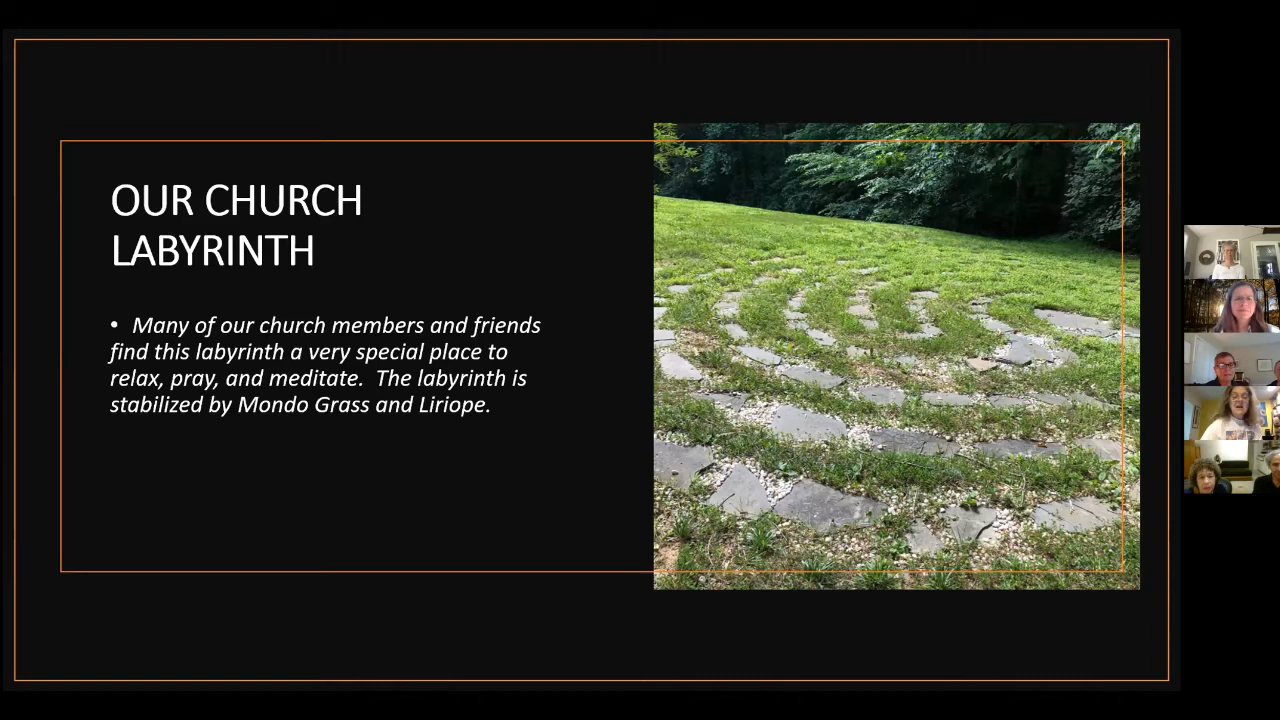 OUR CHURCH
LABYRINTH
• Many of our church members and friends
find this labyrinth a very special place to
relax, pray, and meditate.  The labyrinth is
stabilized by Mondo Grass and Liriope.